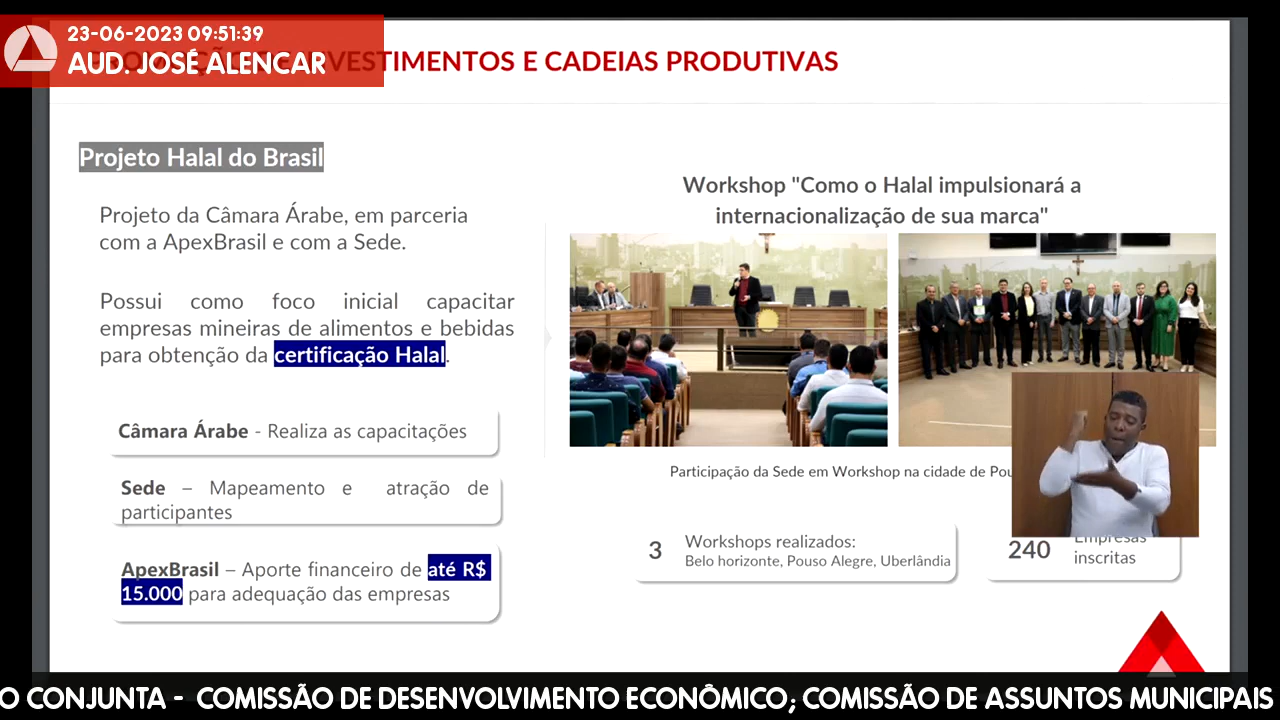 23-06-2023 09:51:39
AUD. JOSÉ ALENCAR
INVESTIMENTOS E CADEIAS PRODUTIVAS
Projeto Halal do Brasil
Projeto da Câmara Árabe, em parceria
com a ApexBrasil e com a Sede.
Possui como foco inicial capacitar
empresas mineiras de alimentos e bebidas
para obtenção da certificação Halal.
Câmara Árabe - Realiza as capacitações
Sede – Mapeamento e atração de
participantes
ApexBrasil – Aporte financeiro de até R$
15.000 para adequação das empresas
Workshop "Como o Halal impulsionará a
internacionalização de sua marca"
Participação da Sede em Workshop na cidade de Pou
3
Workshops realizados:
Belo horizonte, Pouso Alegre, Uberlândia
240
Empresas
inscritas
O CONJUNTA - COMISSÃO DE DESENVOLVIMENTO ECONÔMICO; COMISSÃO DE ASSUNTOS MUNICIPAIS